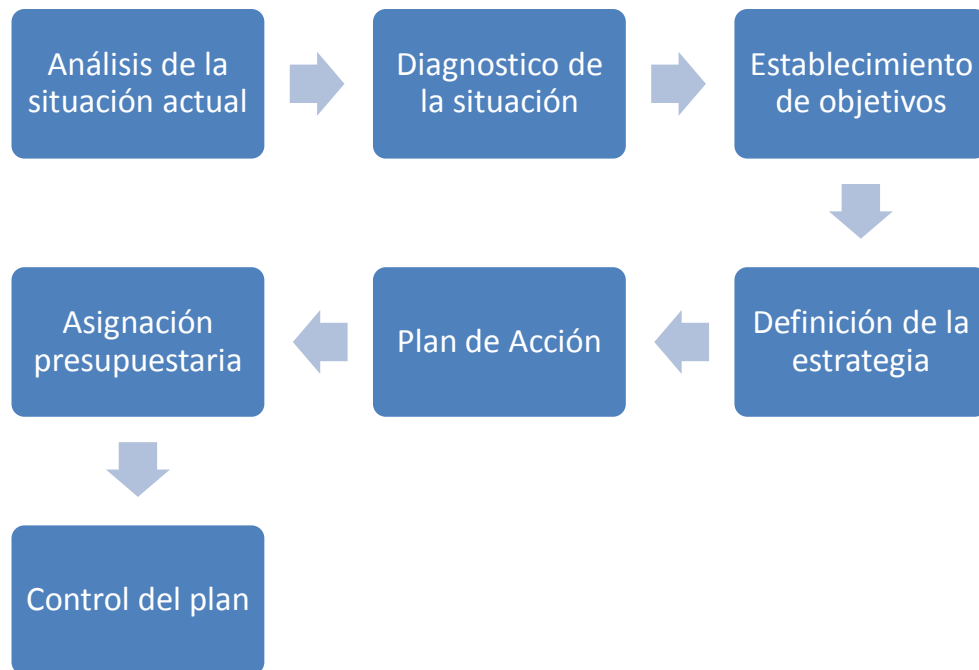 Análisis de la
situación actual
Diagnostico de
la situación
Establecimiento
de objetivos
Definición de la
estrategia
Plan de Acción
Asignación
presupuestaria
Control del plan